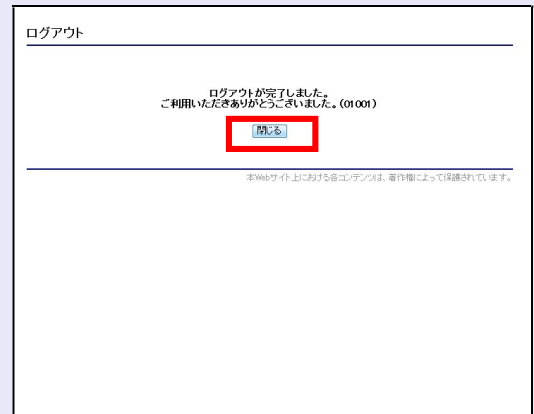 ログアウト
ログアウトが完了しました。
ご利用いただきありがとうございました。(01001)
閉じる
本Webサイト上における各コンテンツは、著作権によって保護されています。